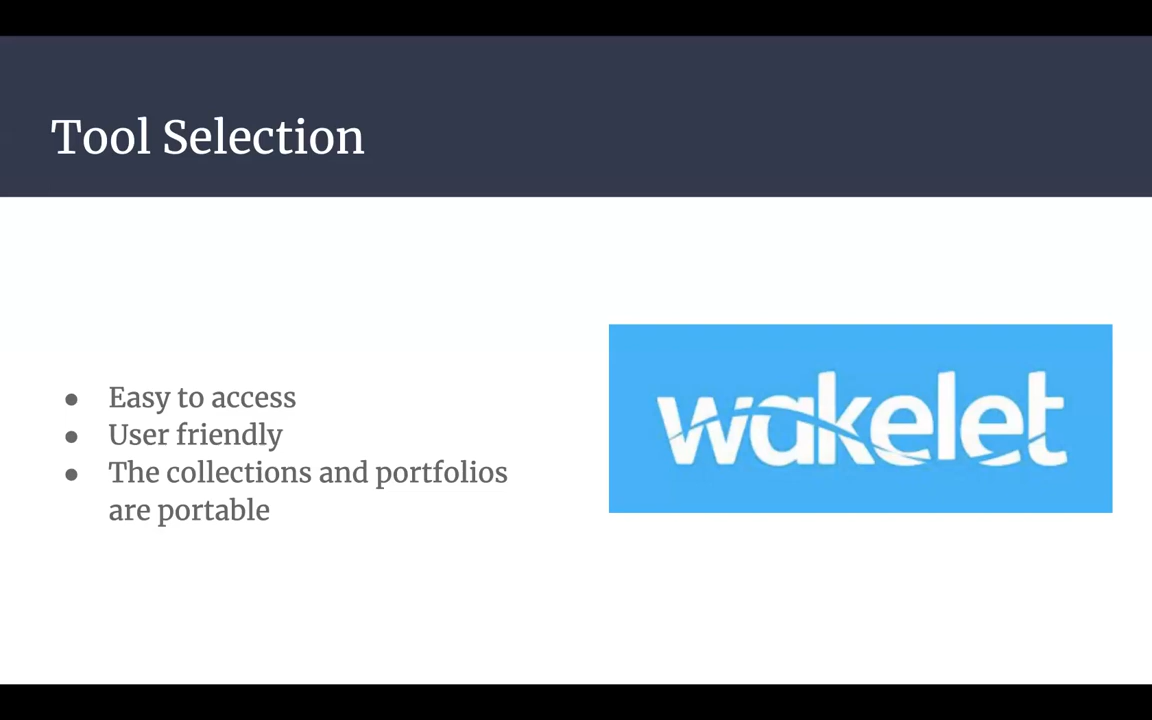 Tool Selection
● Easy to access
● User friendly
● The collections and portfolios
are portable
wakelet